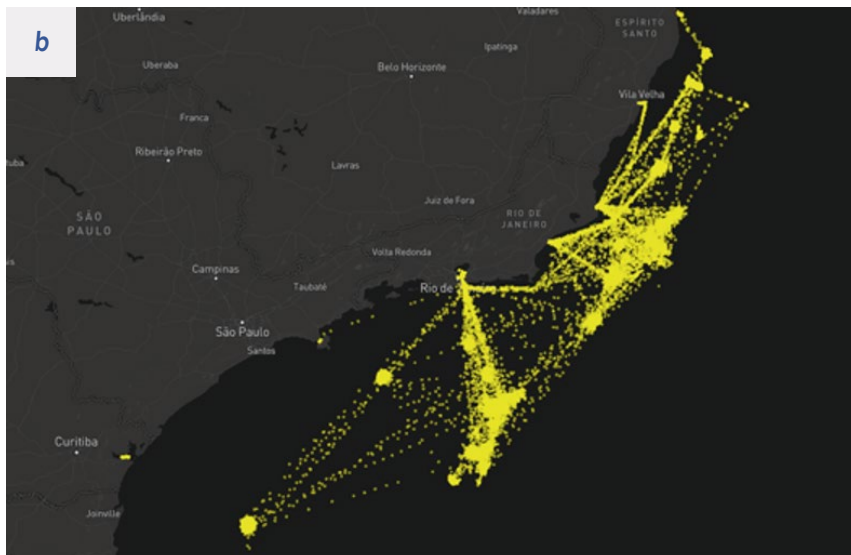 b
Uberlândia
Valadares
ESPÍRITO
SANTO
Ipatinga
Uberaba
Belo Horizonte
Vila Velha
Franca
Ribeirão Preto
tuba
Lavras
Juiz de Fora
SÃO
PAULO
RIO DE
JANEIRO
Volta Redonda
Campinas
Taubaté
Rio de
São Paulo
Santos
Curitiba
Joinville